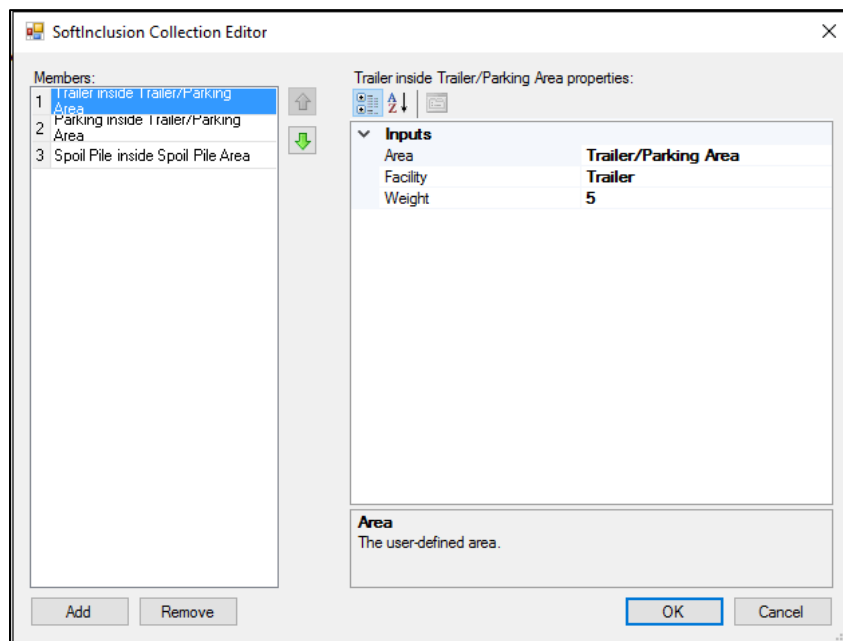 SoftInclusion Collection Editor
Members:
1 Trailer inside Trailer/Parking
Area
2 Parking inside Trailer/Parking
Area
3 Spoil Pile inside Spoil Pile Area
Add
Remove
Trailer inside Trailer/Parking Area properties:
Inputs
Area Trailer/Parking Area
Facility Trailer
Weight 5
Area
The user-defined area.
OK
Cancel